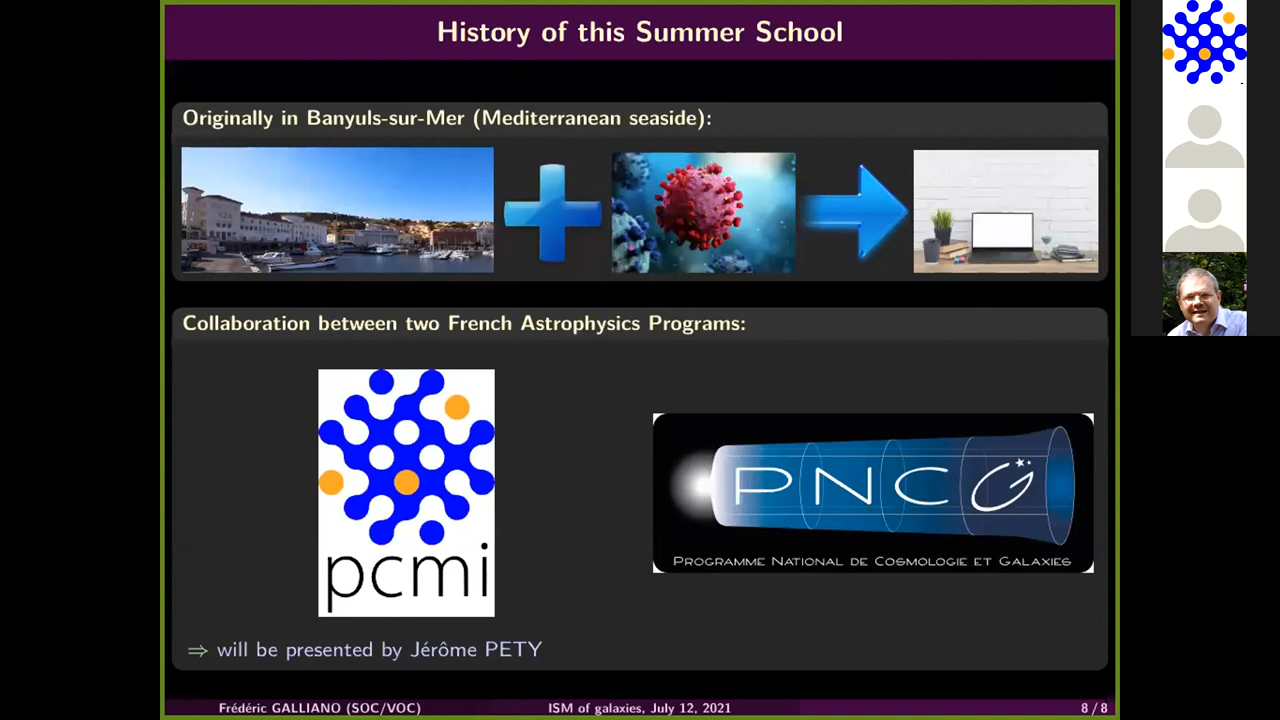 History of this Summer School
Originally in Banyuls-sur-Mer (Mediterranean seaside):
Collaboration between two French Astrophysics Programs:
pcmi
PNCG
PROGRAMME NATIONAL DE COSMOLOGIE ET GALAXIES
⇒ will be presented by Jérôme PETY
Frédéric GALLIANO (SOC/VOC) ISM of galaxies, July 12, 2021 8 / 8